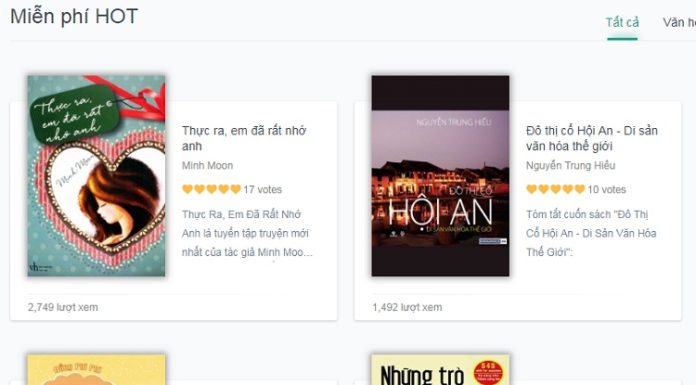 Miễn phí HOT
Tất cả
Văn h
Thực ra,
em đã rất
nhớ anh
Minh Moon
Thực ra, em đã rất nhớ
anh
Minh Moon
17 votes
Thực Ra, Em Đã Rất Nhớ
Anh là tuyển tập truyện mới
nhất của tác giả Minh Moo...
2,749 lượt xem
NGUYỄN TRUNG HIẾU
ĐÔ THỊ CỔ
HỘI AN
DI SẢN VĂN HÓA THẾ GIỚI
Đô thị cổ Hội An - Di sản
văn hóa thế giới
Nguyễn Trung Hiếu
10 votes
Tóm tắt cuốn sách "Đô Thị
Cổ Hội An - Di Sản Văn Hóa
Thế Giới":
1,492 lượt xem
Những trò
545